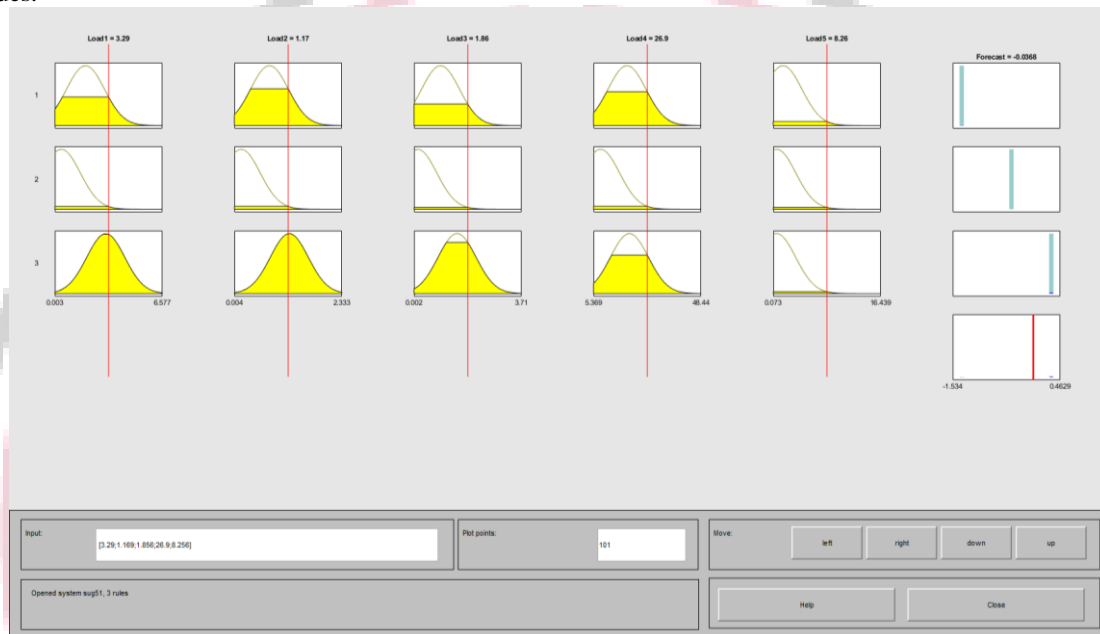 Load1 = 3.29
Load2 = 1.17
Load3 = 1.86
Load4 = 26.9
Load5 = 8.26
Forecast = -0.0368
1
2
3
0.003
6.577
0.004
2.333
0.002
3.71
5.369
48.44
0.073
16.439
-1.534
0.4629
Input:
[3.29;1.169;1.856;26.9;8.256]
Plot points:
101
Move:
left
right
down
up
Opened system sug51, 3 rules
Help
Close